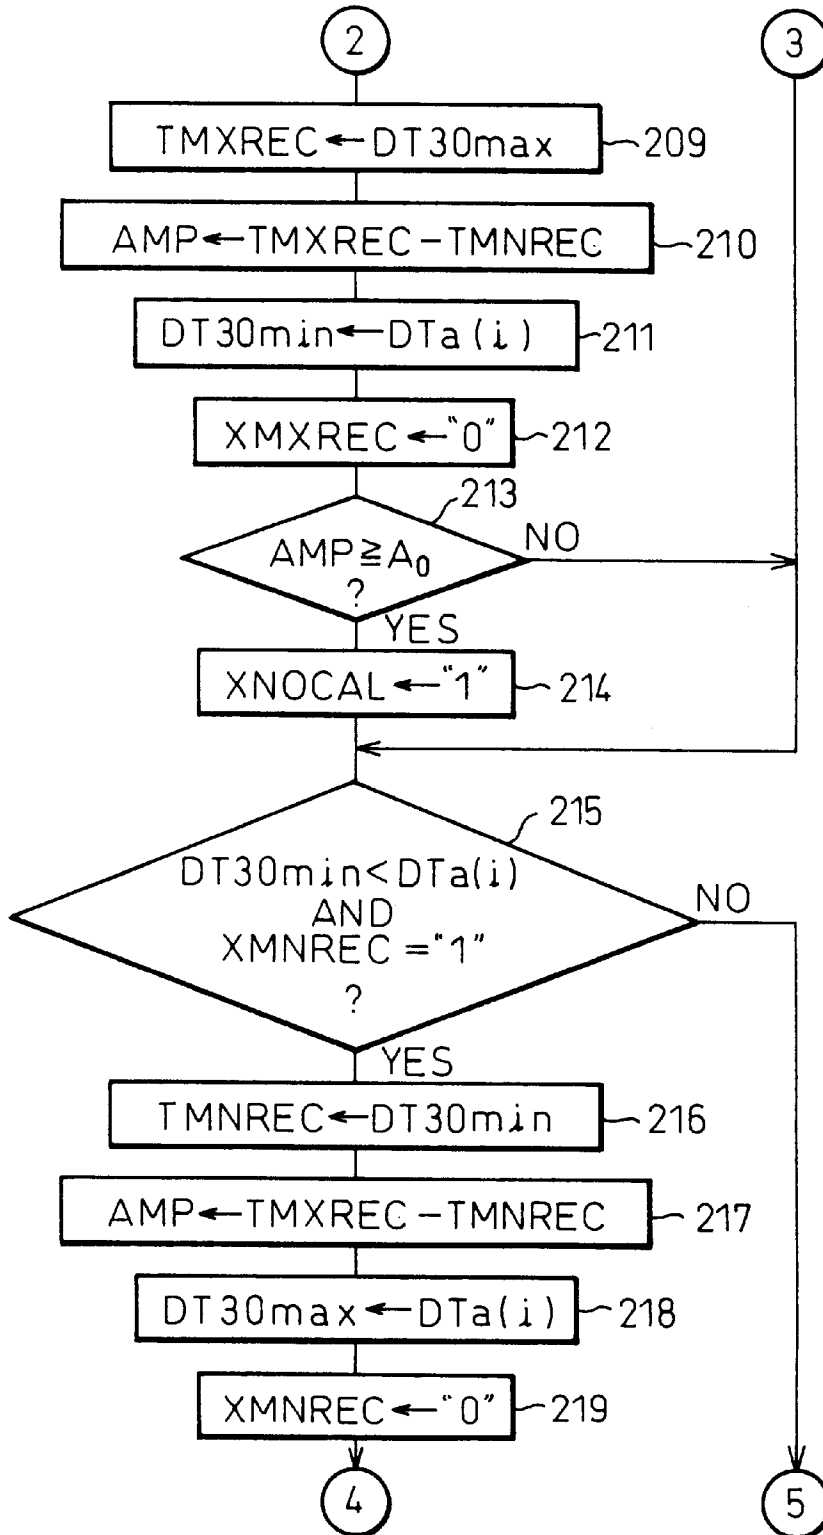 2
3
TMXREC←DT30max
209
AMP←TMXREC−TMNREC
210
DT30min←DTa(i)
211
XMXREC←"0"
212
213
AMP≧A₀
?
NO
YES
XNOCAL←"1"
214
215
DT30min<DTa(i)
AND
XMNREC="1"
?
NO
YES
TMNREC←DT30min
216
AMP←TMXREC−TMNREC
217
DT30max←DTa(i)
218
XMNREC←"0"
219
4
5